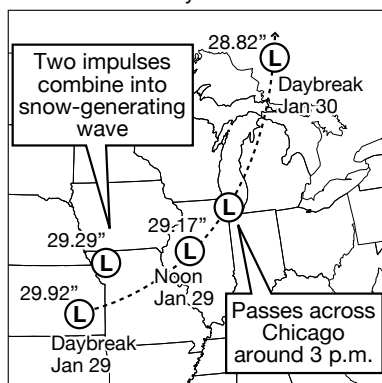 28.82”
L
Daybreak
Jan 30
Two impulses
combine into
snow-generating
wave
L
29.17”
L
Noon
Jan 29
29.29”
L
29.92”
L
Daybreak
Jan 29
Passes across
Chicago
around 3 p.m.